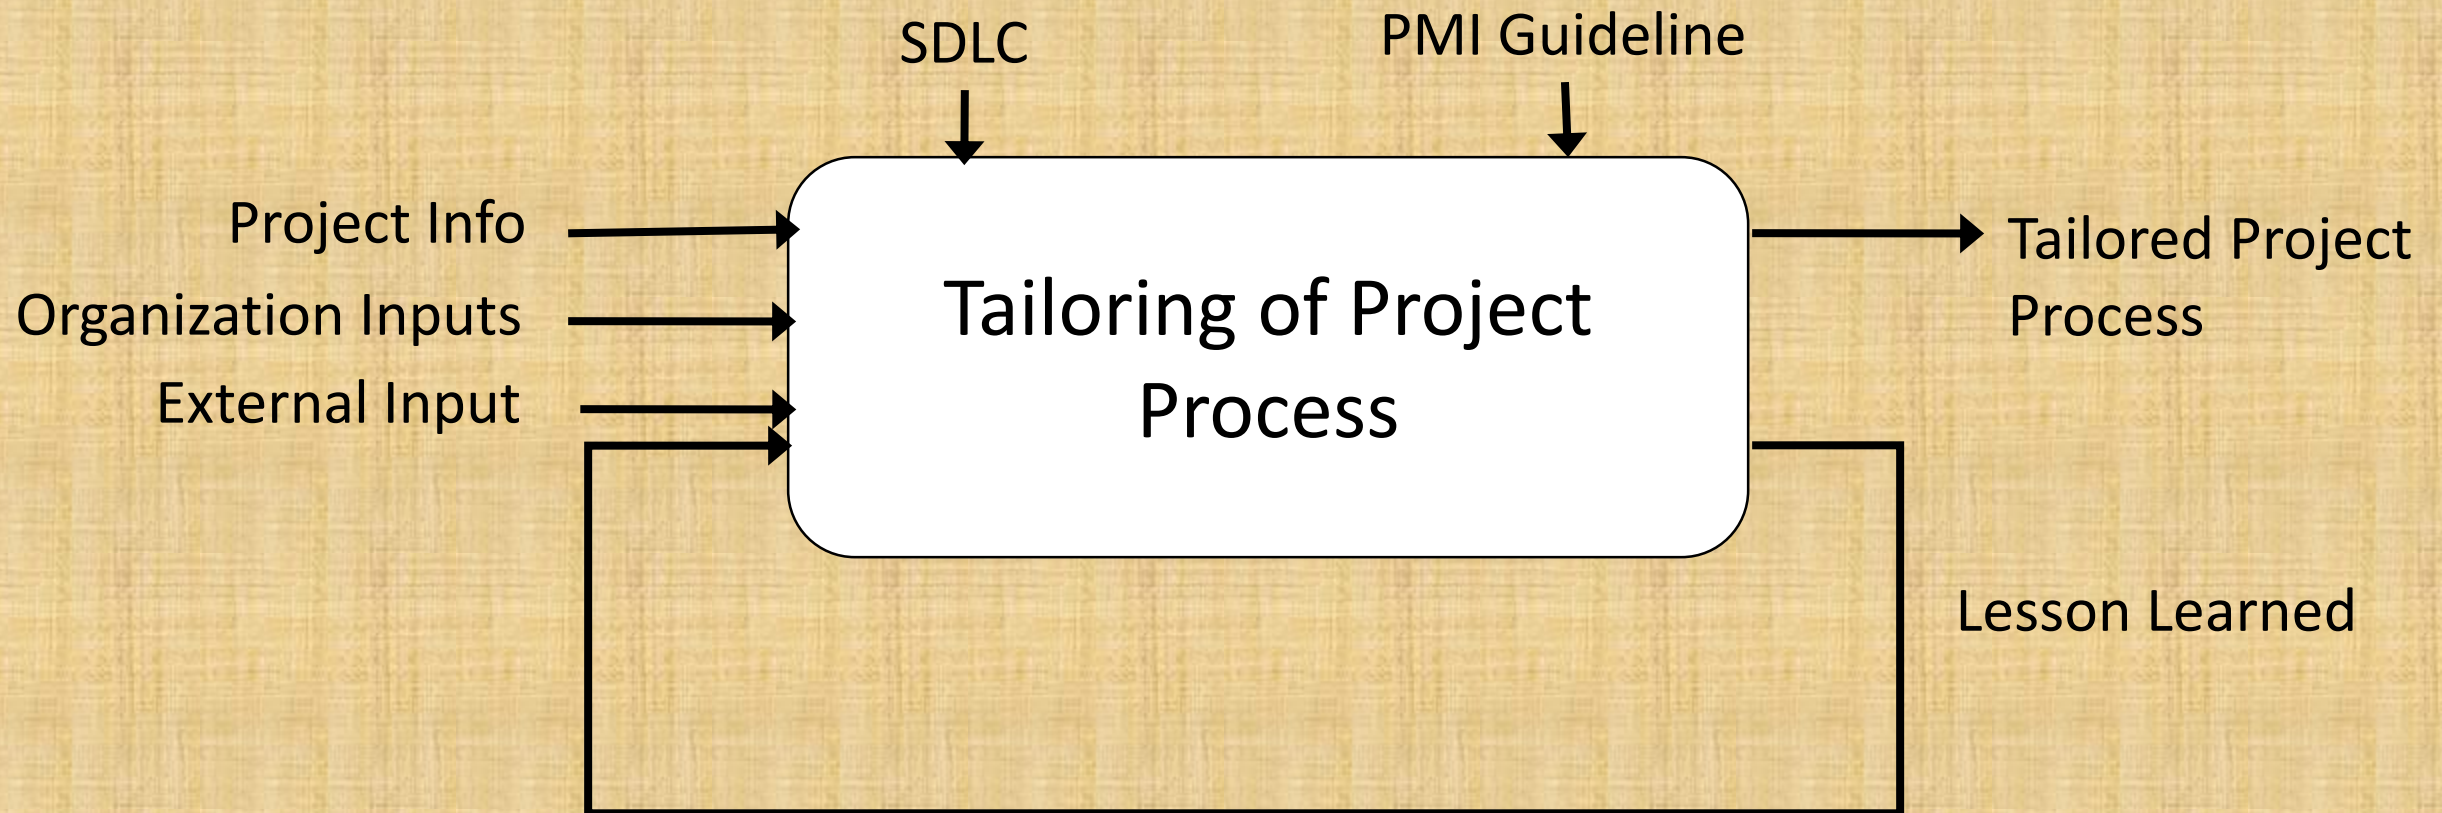 SDLC
PMI Guideline
Project Info
Organization Inputs
External Input
Tailoring of Project
Process
Tailored Project
Process
Lesson Learned